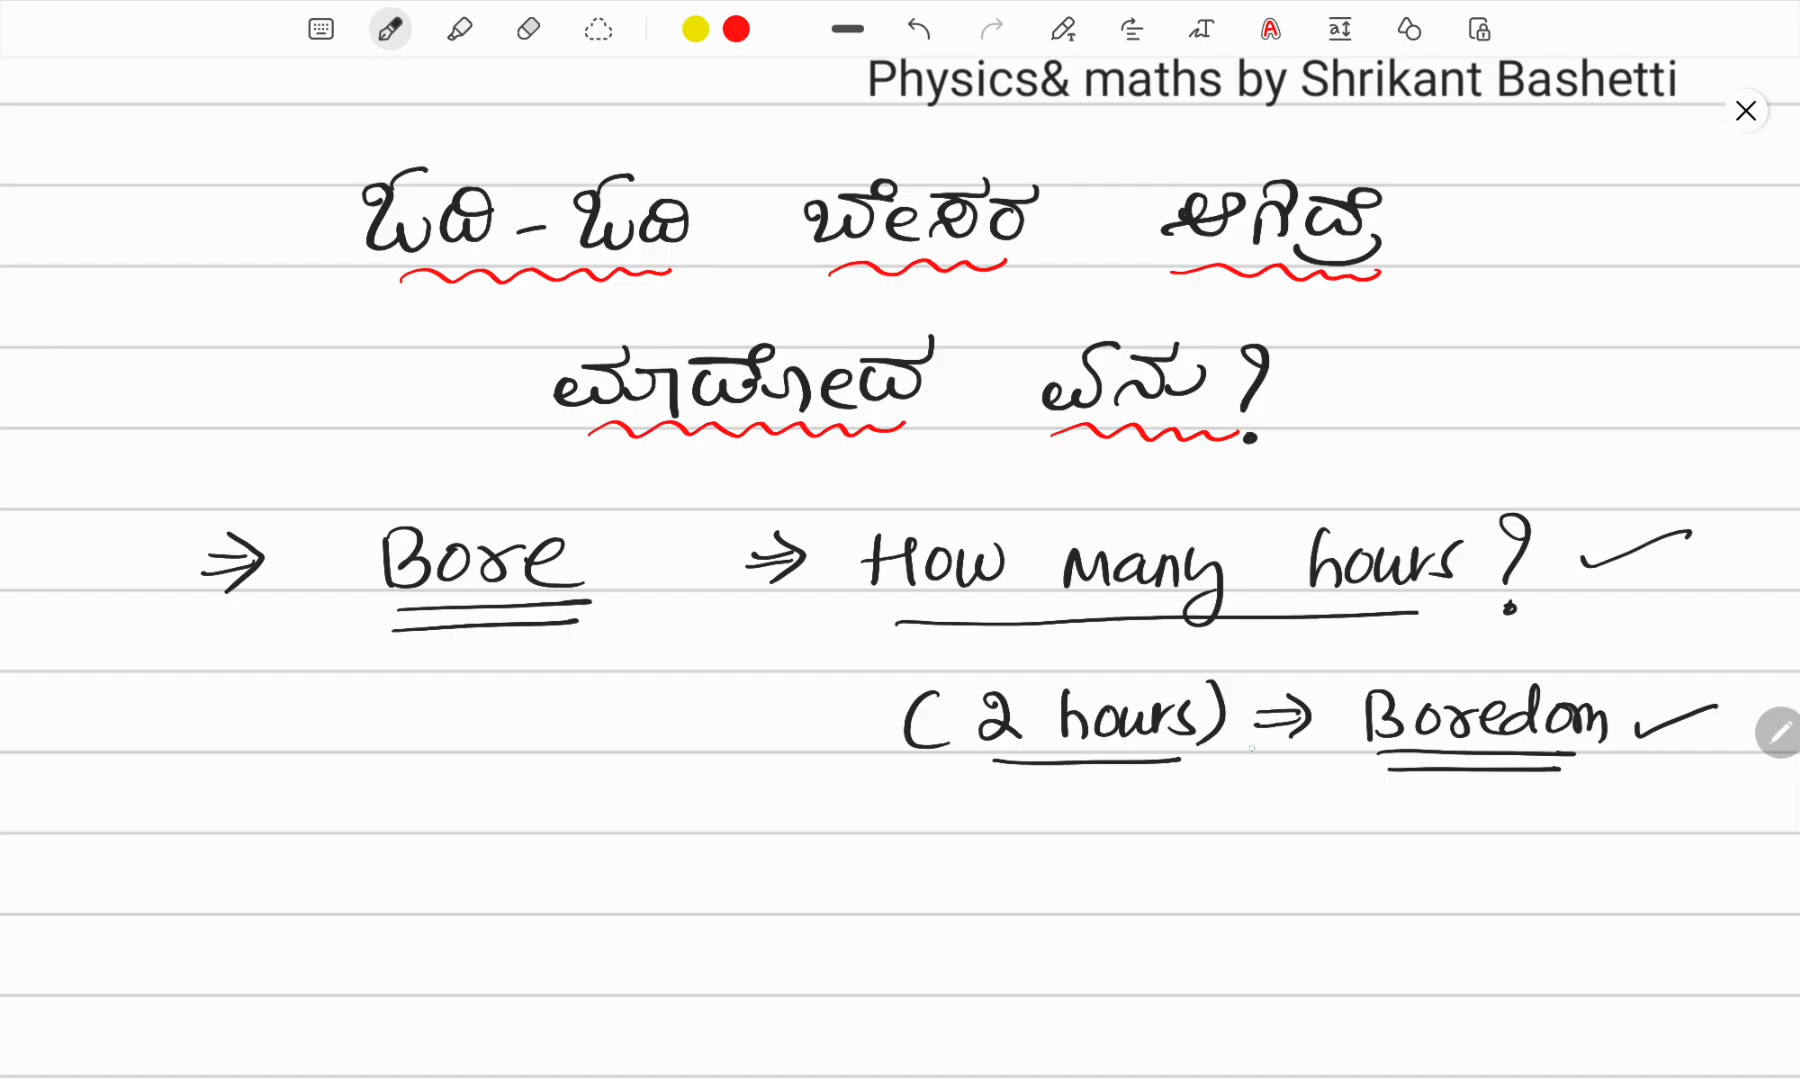 Physics& maths by Shrikant Bashetti
ಓದಿ - ಓದಿ ಬೇಸರ ಆಗಿದ್ರೆ
ಮಾಡೋದ ಏನು?
⇒ Bore ⇒ How many hours? ✓
(2 hours) ⇒ Boredom ✓